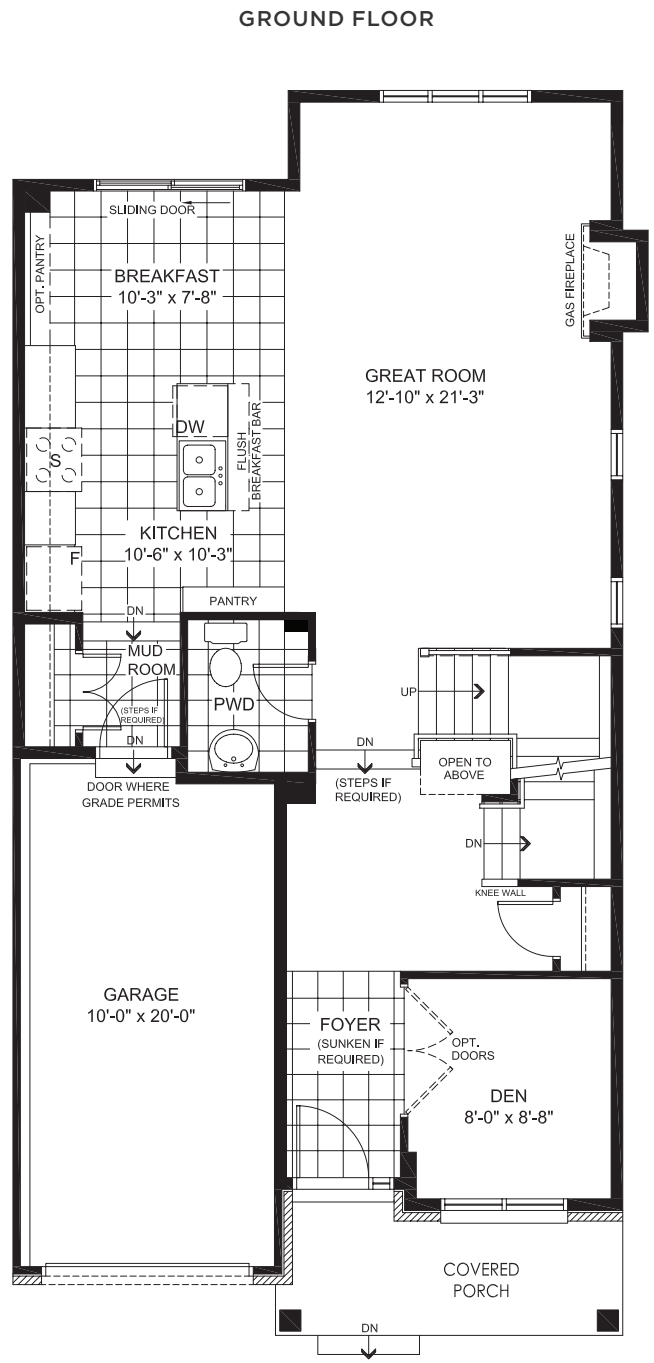 GROUND FLOOR
SLIDING DOOR
OPT. PANTRY
BREAKFAST
10'-3" x 7'-8"
GAS FIREPLACE
GREAT ROOM
12'-10" x 21'-3"
DW
FLUSH
BREAKFAST BAR
S
KITCHEN
10'-6" x 10'-3"
F
PANTRY
DN
MUD
ROOM
(STEPS IF
REQUIRED)
DN
PWD
UP
DN
(STEPS IF
REQUIRED)
OPEN TO
ABOVE
DOOR WHERE
GRADE PERMITS
DN
KNEE WALL
GARAGE
10'-0" x 20'-0"
FOYER
(SUNKEN IF
REQUIRED)
OPT.
DOORS
DEN
8'-0" x 8'-8"
COVERED
PORCH
DN